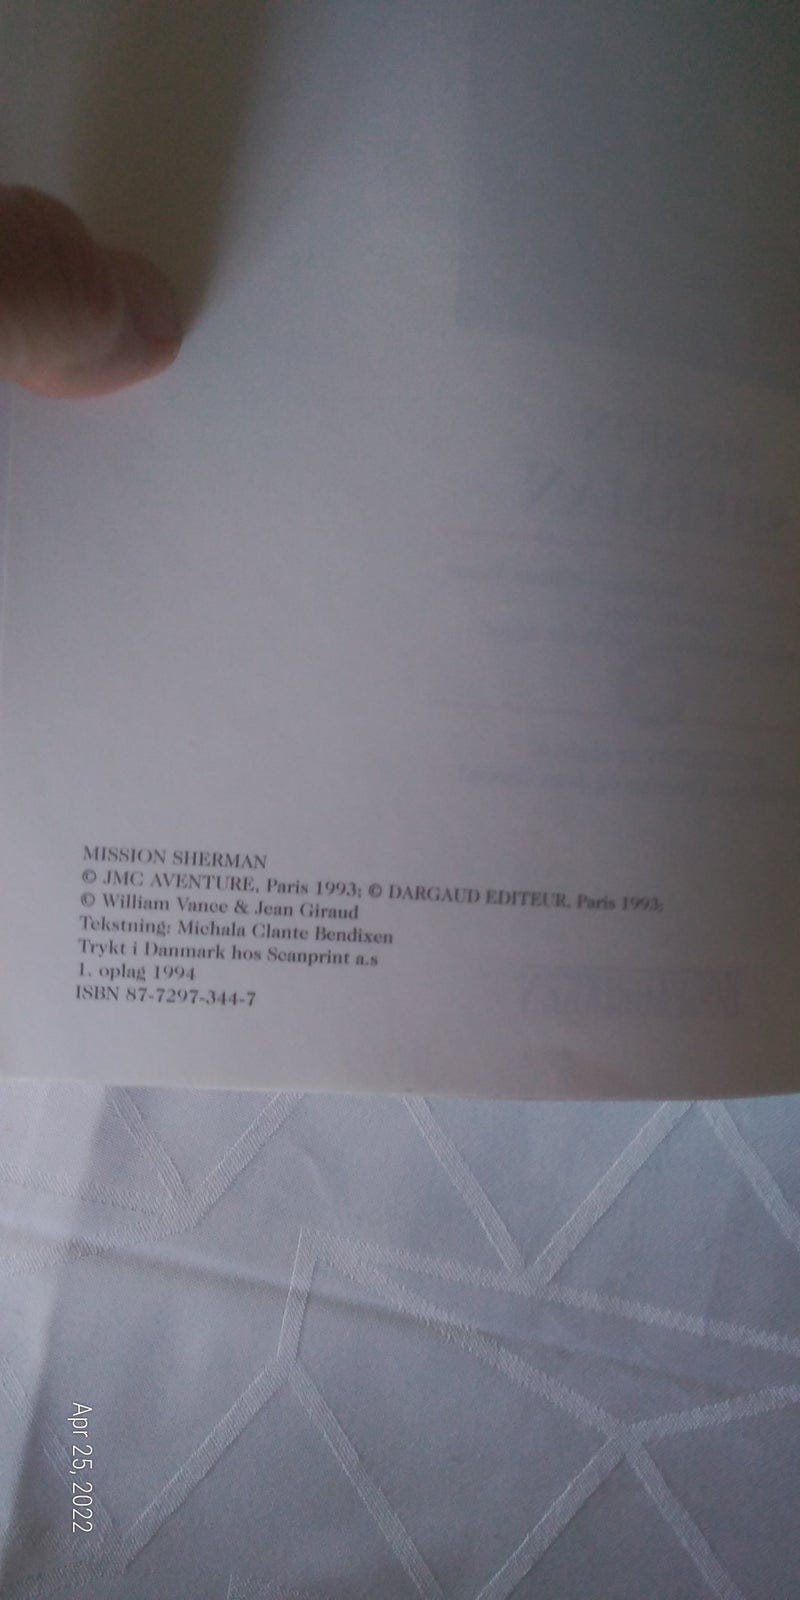 MISSION SHERMAN
© JMC AVENTURE, Paris 1993; © DARGAUD EDITEUR, Paris 1993;
© William Vance & Jean Giraud
Tekstning: Michala Clante Bendixen
Trykt i Danmark hos Scanprint a.s
1. oplag 1994
ISBN 87-7297-344-7
Apr 25, 2022